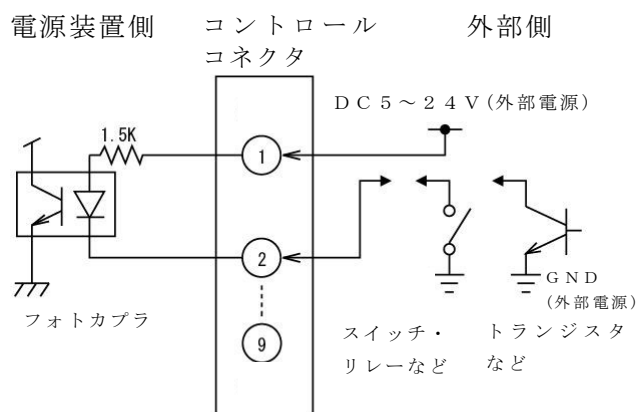 電源装置側
コントロール
コネクタ
外部側
DC5～24V(外部電源)
1.5K
1
2
9
フォトカプラ
スイッチ・
リレーなど
トランジスタ
など
GND
(外部電源)